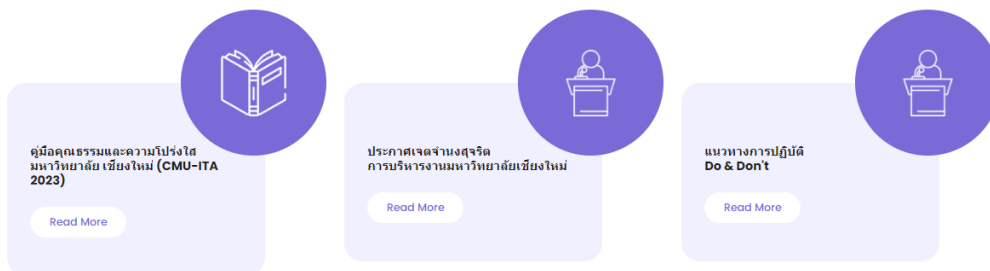 คู่มือคุณธรรมและความโปร่งใส
มหาวิทยาลัย เชียงใหม่ (CMU-ITA
2023)
Read More
ประกาศเจตจำนงสุจริต
การบริหารงานมหาวิทยาลัยเชียงใหม่
Read More
แนวทางการปฏิบัติ
Do & Don't
Read More